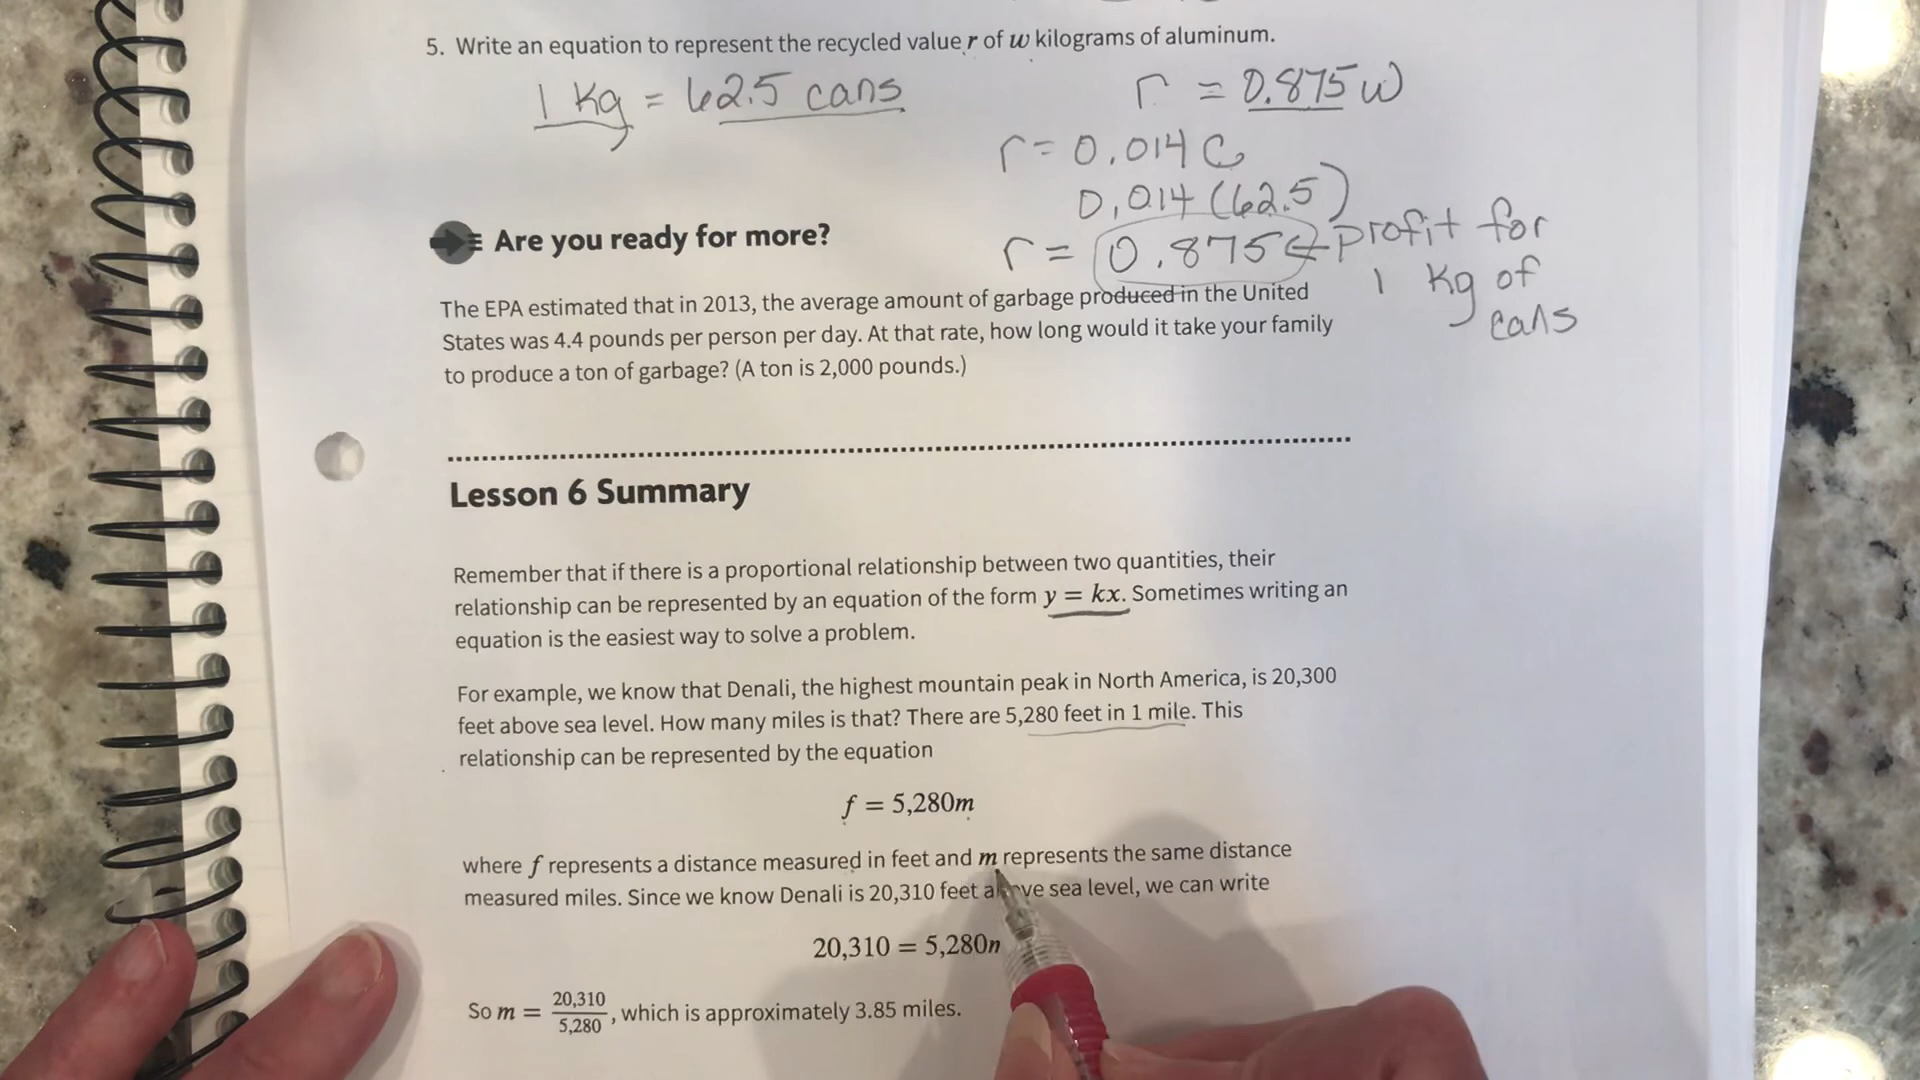 5. Write an equation to represent the recycled value r of w kilograms of aluminum.
1 Kg = 62.5 cans
r = 0.875 w
r = 0.014 C
0.014 (62.5)
r = 0.875 ← profit for
1 Kg of
cans
Are you ready for more?
The EPA estimated that in 2013, the average amount of garbage produced in the United
States was 4.4 pounds per person per day. At that rate, how long would it take your family
to produce a ton of garbage? (A ton is 2,000 pounds.)
Lesson 6 Summary
Remember that if there is a proportional relationship between two quantities, their
relationship can be represented by an equation of the form y = kx. Sometimes writing an
equation is the easiest way to solve a problem.
For example, we know that Denali, the highest mountain peak in North America, is 20,300
feet above sea level. How many miles is that? There are 5,280 feet in 1 mile. This
relationship can be represented by the equation
f = 5,280m
where f represents a distance measured in feet and m represents the same distance
measured miles. Since we know Denali is 20,310 feet sea level, we can write
20,310 = 5,280
So m = 20,310/5,280, which is approximately 3.85 miles.